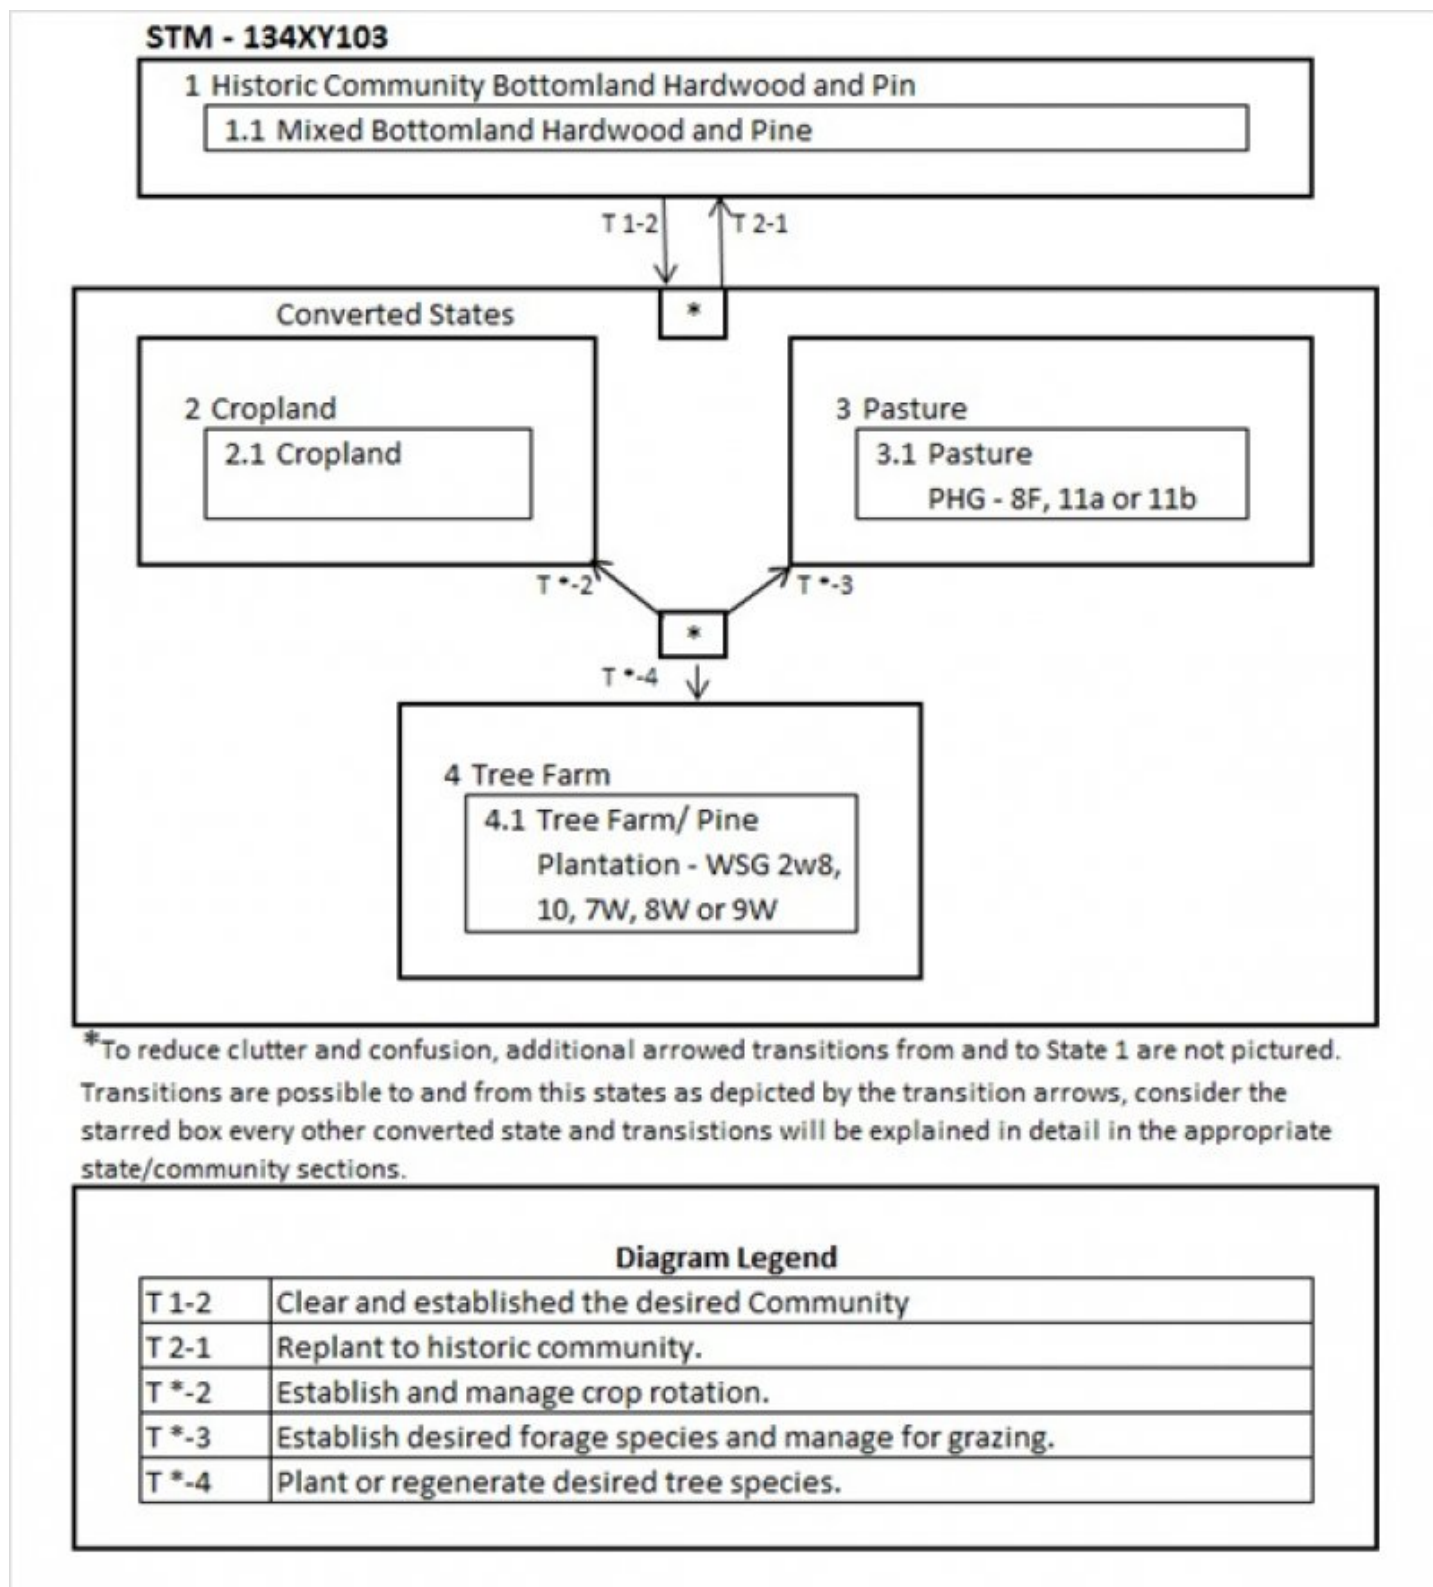 STM - 134XY103
1 Historic Community Bottomland Hardwood and Pin
1.1 Mixed Bottomland Hardwood and Pine
T 1-2
T 2-1
Converted States
*
2 Cropland
2.1 Cropland
3 Pasture
3.1 Pasture
PHG - 8F, 11a or 11b
T *-2
T *-3
*
T *-4
4 Tree Farm
4.1 Tree Farm/ Pine
Plantation - WSG 2w8,
10, 7W, 8W or 9W
*To reduce clutter and confusion, additional arrowed transitions from and to State 1 are not pictured.
Transitions are possible to and from this states as depicted by the transition arrows, consider the
starred box every other converted state and transistions will be explained in detail in the appropriate
state/community sections.
Diagram Legend
T 1-2 Clear and established the desired Community
T 2-1 Replant to historic community.
T *-2 Establish and manage crop rotation.
T *-3 Establish desired forage species and manage for grazing.
T *-4 Plant or regenerate desired tree species.